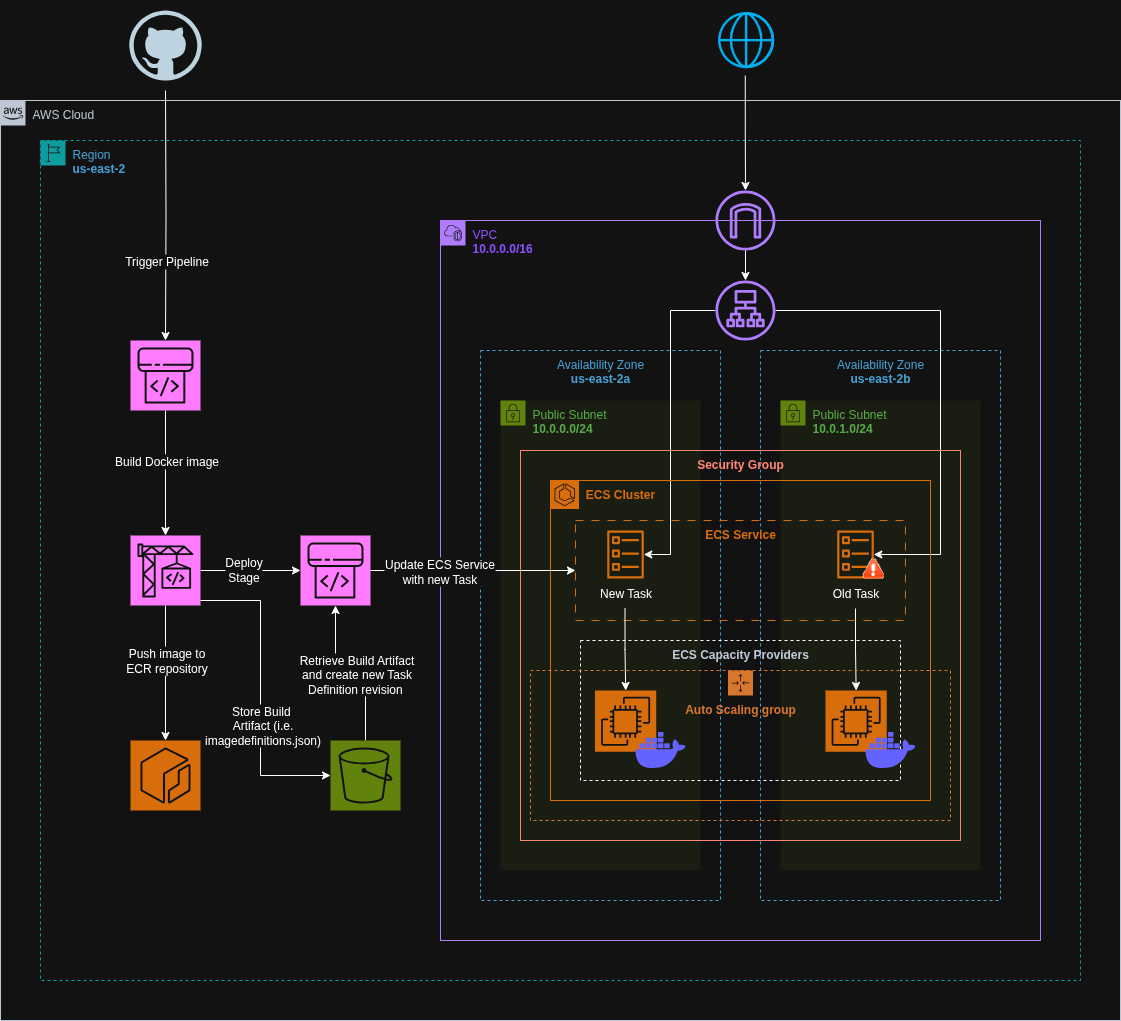 aws
AWS Cloud
Region
us-east-2
Trigger Pipeline
VPC
10.0.0.0/16
</>
Availability Zone
us-east-2a
Availability Zone
us-east-2b
Public Subnet
10.0.0.0/24
Public Subnet
10.0.1.0/24
Build Docker image
Security Group
ECS Cluster
ECS Service
</>
Deploy
Stage
</>
Update ECS Service
with new Task
New Task
Old Task
Push image to
ECR repository
Retrieve Build Artifact
and create new Task
Definition revision
ECS Capacity Providers
Store Build
Artifact (i.e.
imagedefinitions.json)
Auto Scaling group